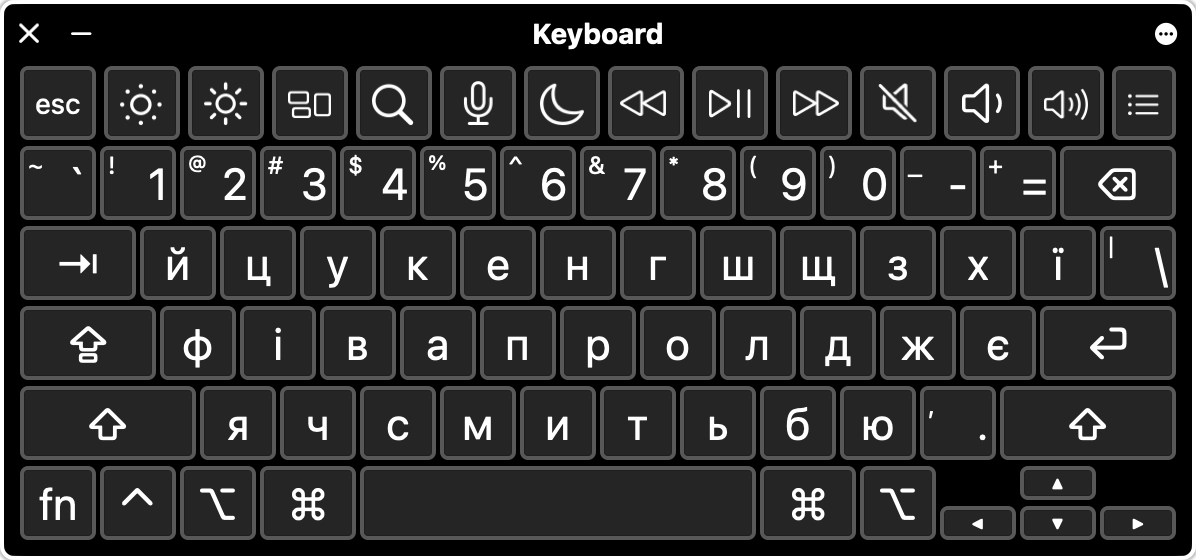 Keyboard
esc
~ ` ! 1 @ 2 # 3 $ 4 % 5 ^ 6 & 7 * 8 ( 9 ) 0 _ - + =
й ц у к е н г ш щ з х ї | \
ф і в а п р о л д ж є
я ч с м и т ь б ю ʼ .
fn ⌃ ⌥ ⌘ ⌘ ⌥